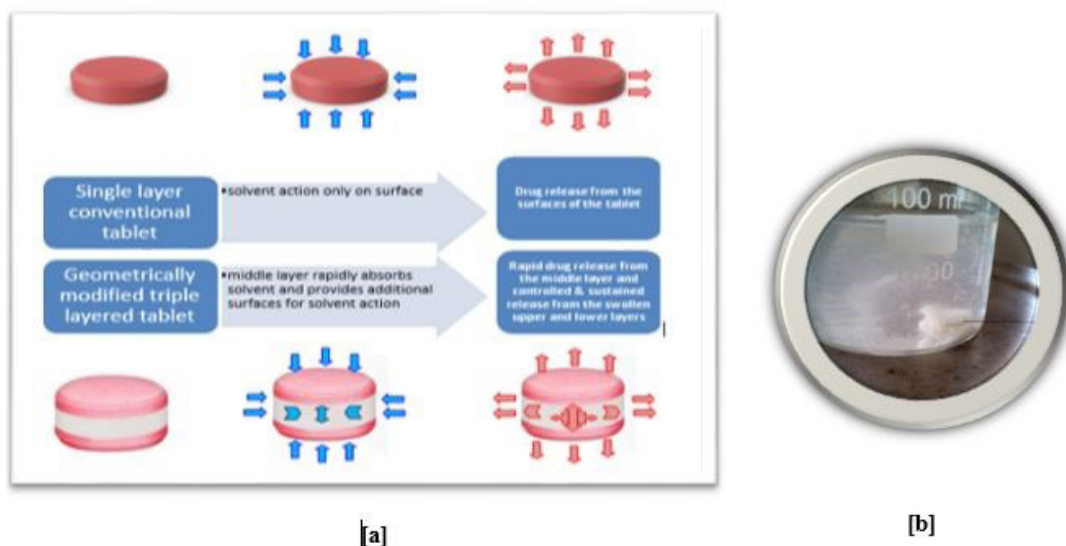 Single layer
conventional
tablet
•solvent action only on surface
Drug release from the
surfaces of the tablet
Geometrically
modified triple
layered tablet
•middle layer rapidly absorbs
solvent and provides additional
surfaces for solvent action
Rapid drug release from
the middle layer and
controlled & sustained
release from the swollen
upper and lower layers
100 m
[a]
[b]